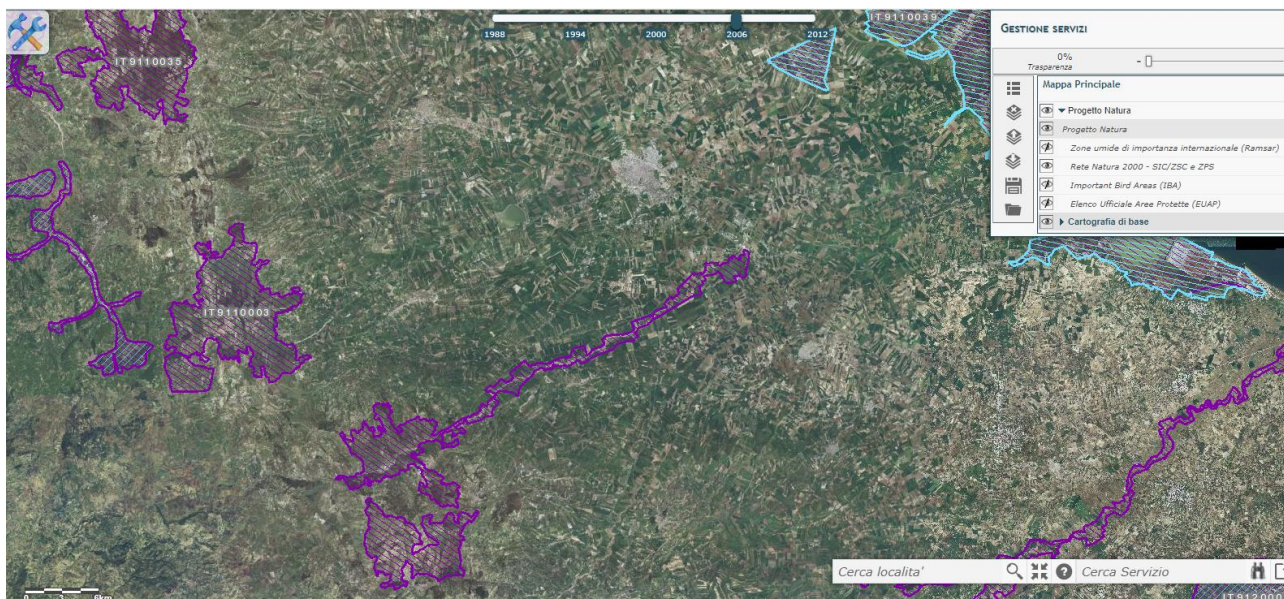 IT9110035
1988 1994 2000 2006 2012
IT9110039
GESTIONE SERVIZI
0%
Trasparenza
-
Mappa Principale
Progetto Natura
Progetto Natura
Zone umide di importanza internazionale (Ramsar)
Rete Natura 2000 - SIC/ZSC e ZPS
Important Bird Areas (IBA)
Elenco Ufficiale Aree Protette (EUAP)
Cartografia di base
IT9110003
Cerca localita'
Cerca Servizio
0 3 6km